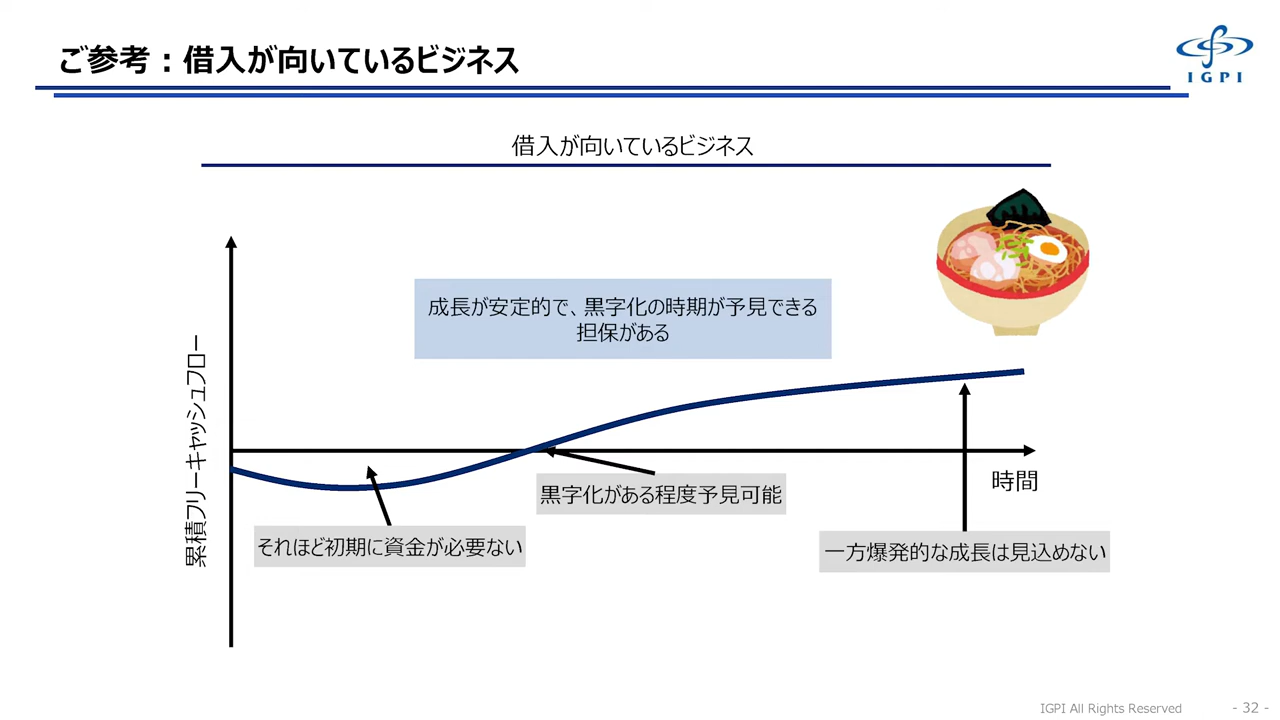 ご参考：借入が向いているビジネス
IGPI
借入が向いているビジネス
成長が安定的で、黒字化の時期が予見できる
担保がある
累積フリーキャッシュフロー
時間
黒字化がある程度予見可能
それほど初期に資金が必要ない
一方爆発的な成長は見込めない
IGPI All Rights Reserved
- 32 -